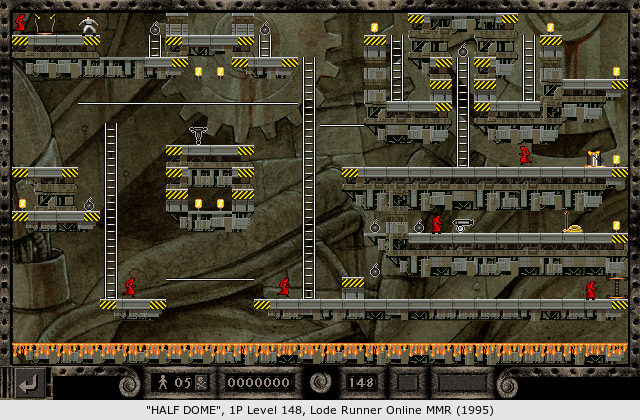 05
0000000
148
"HALF DOME", 1P Level 148, Lode Runner Online MMR (1995)